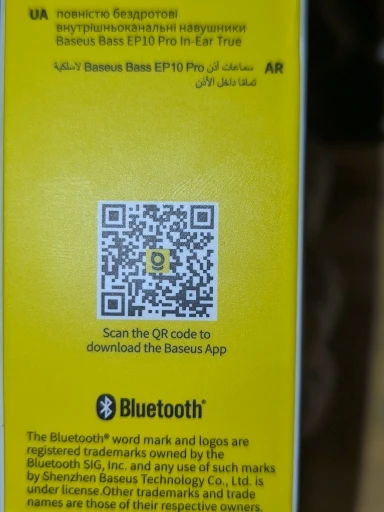 UA повністю бездротові
внутрішньоканальні навушники
Baseus Bass EP10 Pro In-Ear True
AR سماعات أذن Baseus Bass EP10 Pro لاسلكية
تمامًا داخل الأذن
Scan the QR code to
download the Baseus App
Bluetooth®
The Bluetooth® word mark and logos are
registered trademarks owned by the
Bluetooth SIG, Inc. and any use of such marks
by Shenzhen Baseus Technology Co., Ltd. is
under license.Other trademarks and trade
names are those of their respective owners.